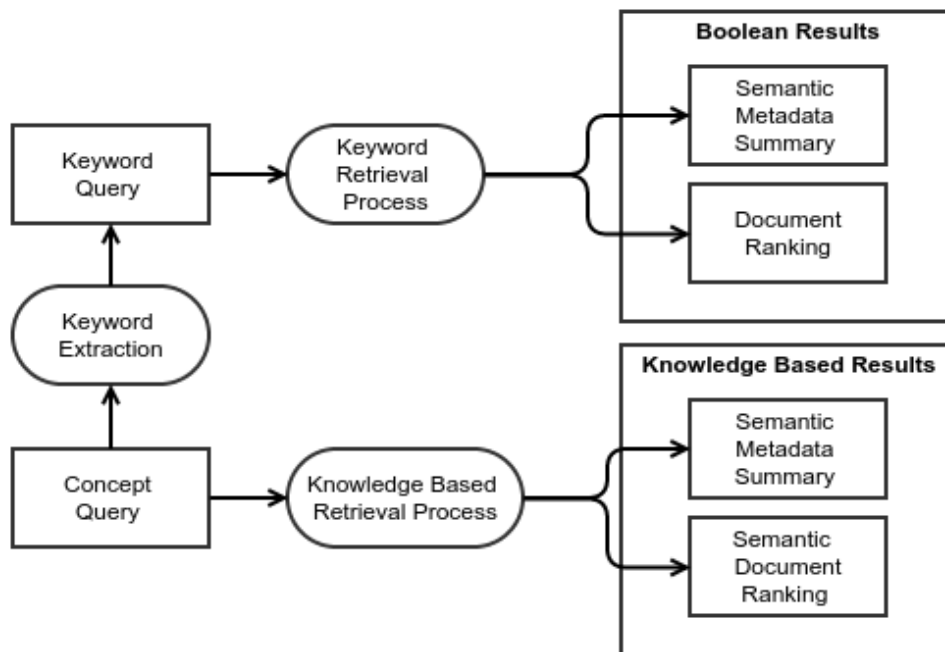 Boolean Results
Semantic
Metadata
Summary
Keyword
Query
Keyword
Retrieval
Process
Document
Ranking
Keyword
Extraction
Knowledge Based Results
Semantic
Metadata
Summary
Concept
Query
Knowledge Based
Retrieval Process
Semantic
Document
Ranking